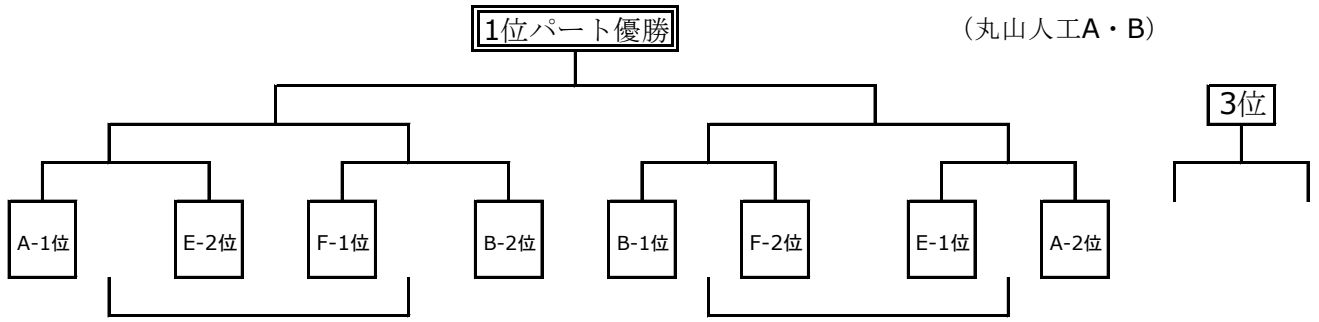 1位パート優勝
（丸山人工A・B）
3位
A-1位
E-2位
F-1位
B-2位
B-1位
F-2位
E-1位
A-2位